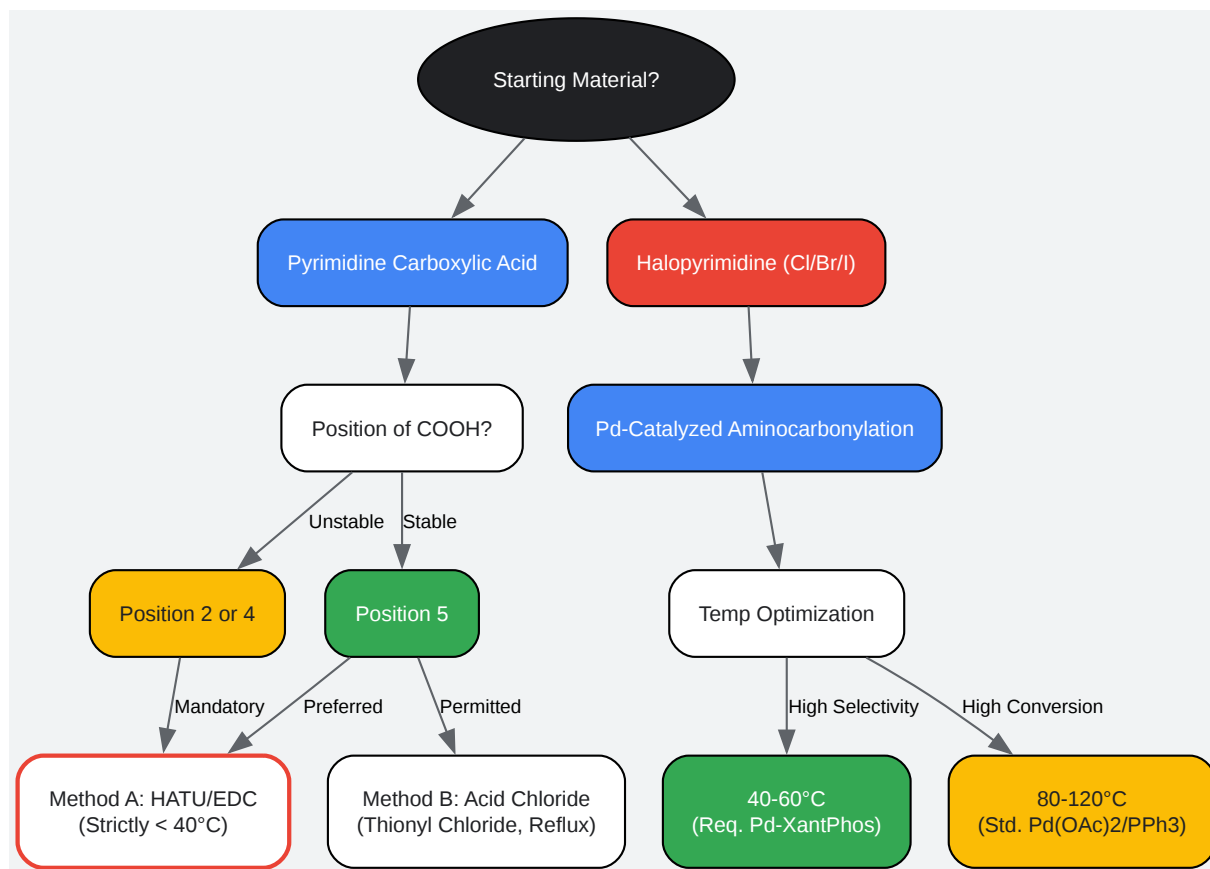 Starting Material?
Pyrimidine Carboxylic Acid
Halopyrimidine (Cl/Br/I)
Position of COOH?
Pd-Catalyzed Aminocarbonylation
Unstable
Stable
Position 2 or 4
Position 5
Temp Optimization
Mandatory
Preferred
Permitted
High Selectivity
High Conversion
Method A: HATU/EDC
(Strictly < 40°C)
Method B: Acid Chloride
(Thionyl Chloride, Reflux)
40-60°C
(Req. Pd-XantPhos)
80-120°C
(Std. Pd(OAc)2/PPh3)